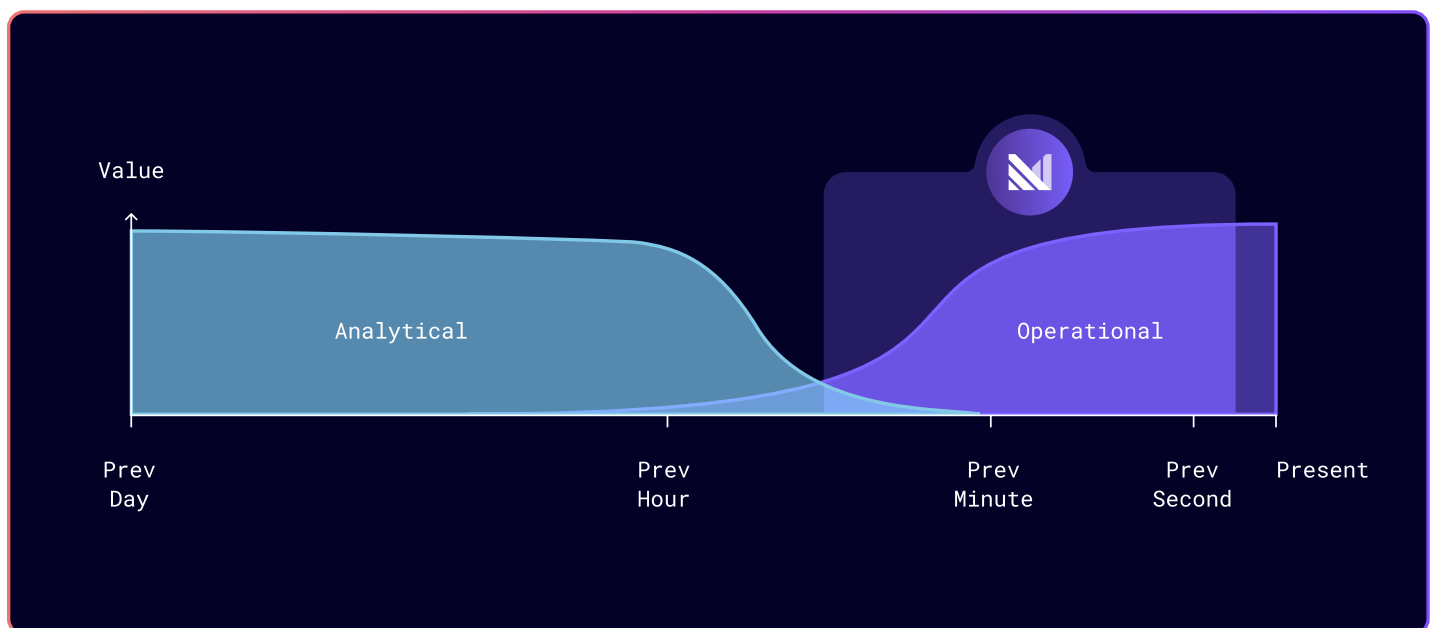 Value
Analytical
Operational
Prev
Day
Prev
Hour
Prev
Minute
Prev
Second
Present